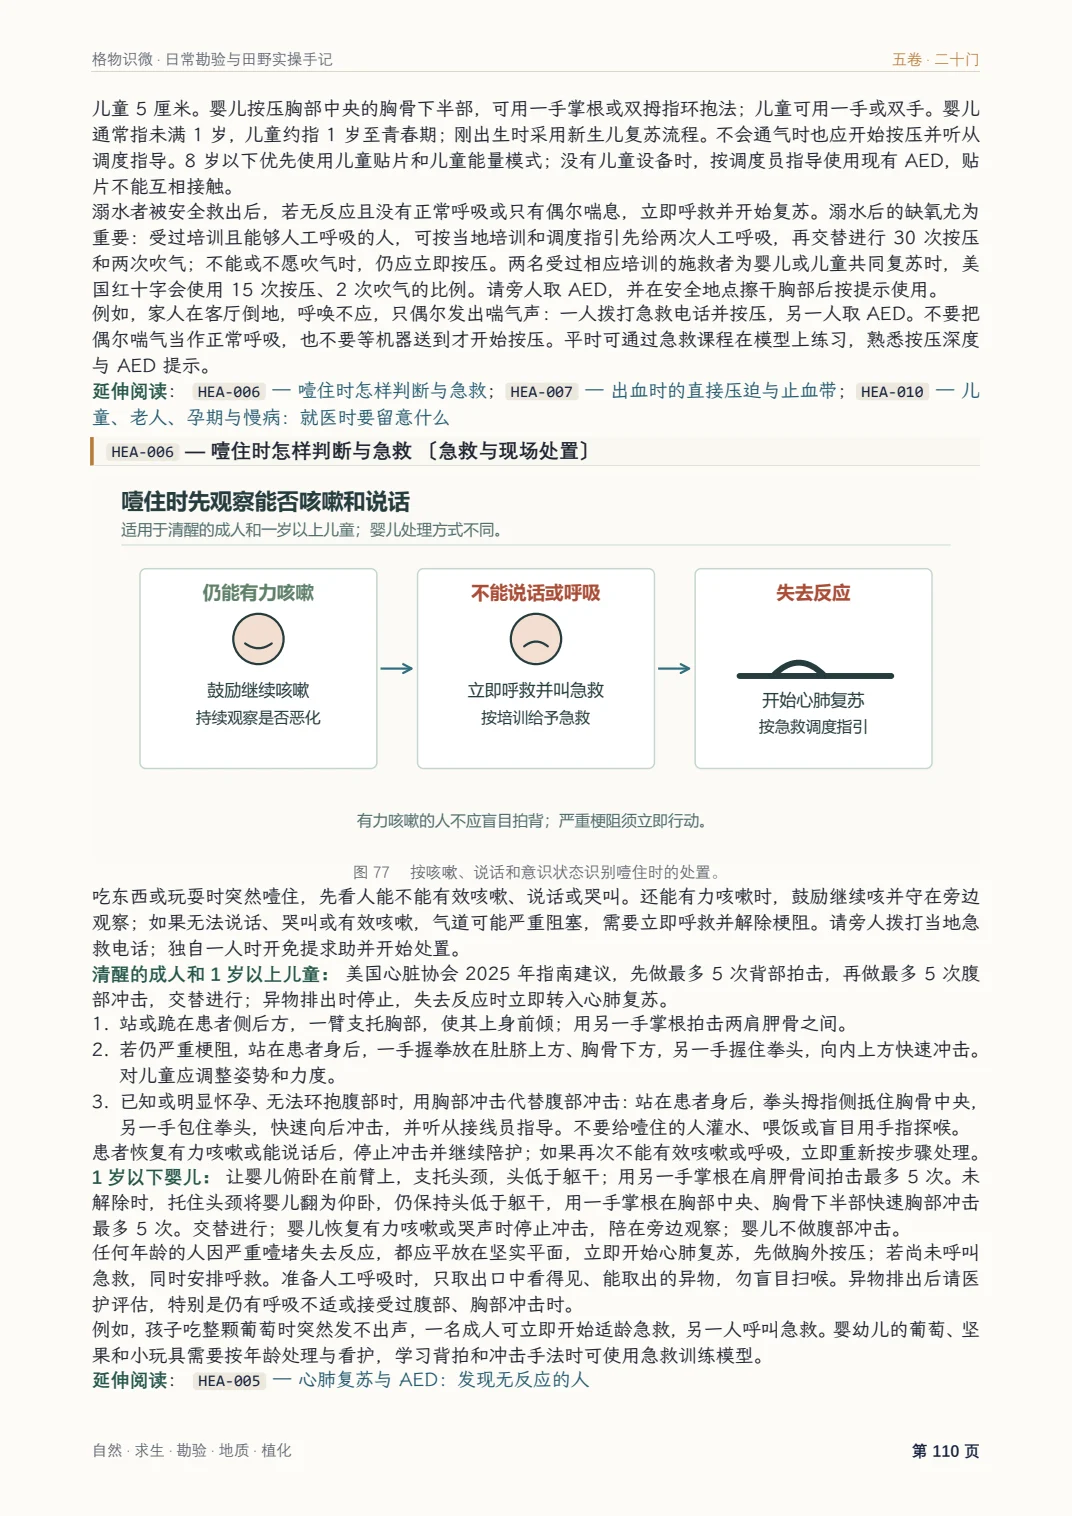 格物识微 · 日常勘验与田野实操手记
五卷 · 二十门
儿童 5 厘米。婴儿按压胸部中央的胸骨下半部，可用一手掌根或双拇指环抱法；儿童可用一手或双手。婴儿
通常指未满 1 岁，儿童约指 1 岁至青春期；刚出生时采用新生儿复苏流程。不会通气时也应开始按压并听从
调度指导。8 岁以下优先使用儿童贴片和儿童能量模式；没有儿童设备时，按调度员指导使用现有 AED，贴
片不能互相接触。
溺水者被安全救出后，若无反应且没有正常呼吸或只有偶尔喘息，立即呼救并开始复苏。溺水后的缺氧尤为
重要：受过培训且能够人工呼吸的人，可按当地培训和调度指引先给两次人工呼吸，再交替进行 30 次按压
和两次吹气；不能或不愿吹气时，仍应立即按压。两名受过相应培训的施救者为婴儿或儿童共同复苏时，美
国红十字会使用 15 次按压、2 次吹气的比例。请旁人取 AED，并在安全地点擦干胸部后按提示使用。
例如，家人在客厅倒地，呼唤不应，只偶尔发出喘气声：一人拨打急救电话并按压，另一人取 AED。不要把
偶尔喘气当作正常呼吸，也不要等机器送到才开始按压。平时可通过急救课程在模型上练习，熟悉按压深度
与 AED 提示。
延伸阅读： HEA-006 — 噎住时怎样判断与急救；HEA-007 — 出血时的直接压迫与止血带；HEA-010 — 儿
童、老人、孕期与慢病：就医时要留意什么
HEA-006 — 噎住时怎样判断与急救 〔急救与现场处置〕
噎住时先观察能否咳嗽和说话
适用于清醒的成人和一岁以上儿童；婴儿处理方式不同。
仍能有力咳嗽
鼓励继续咳嗽
持续观察是否恶化
不能说话或呼吸
立即呼救并叫急救
按培训给予急救
失去反应
开始心肺复苏
按急救调度指引
有力咳嗽的人不应盲目拍背；严重梗阻须立即行动。
图 77 按咳嗽、说话和意识状态识别噎住时的处置。
吃东西或玩耍时突然噎住，先看人能不能有效咳嗽、说话或哭叫。还能有力咳嗽时，鼓励继续咳并守在旁边
观察；如果无法说话、哭叫或有效咳嗽，气道可能严重阻塞，需要立即呼救并解除梗阻。请旁人拨打当地急
救电话；独自一人时开免提求助并开始处置。
清醒的成人和 1 岁以上儿童： 美国心脏协会 2025 年指南建议，先做最多 5 次背部拍击，再做最多 5 次腹
部冲击，交替进行；异物排出时停止，失去反应时立即转入心肺复苏。
1. 站或跪在患者侧后方，一臂支托胸部，使其上身前倾；用另一手掌根拍击两肩胛骨之间。
2. 若仍严重梗阻，站在患者身后，一手握拳放在肚脐上方、胸骨下方，另一手握住拳头，向内上方快速冲击。
对儿童应调整姿势和力度。
3. 已知或明显怀孕、无法环抱腹部时，用胸部冲击代替腹部冲击：站在患者身后，拳头拇指侧抵住胸骨中央，
另一手包住拳头，快速向后冲击，并听从接线员指导。不要给噎住的人灌水、喂饭或盲目用手指探喉。
患者恢复有力咳嗽或能说话后，停止冲击并继续陪护；如果再次不能有效咳嗽或呼吸，立即重新按步骤处理。
1 岁以下婴儿： 让婴儿俯卧在前臂上，支托头颈，头低于躯干；用另一手掌根在肩胛骨间拍击最多 5 次。未
解除时，托住头颈将婴儿翻为仰卧，仍保持头低于躯干，用一手掌根在胸部中央、胸骨下半部快速胸部冲击
最多 5 次。交替进行；婴儿恢复有力咳嗽或哭声时停止冲击，陪在旁边观察；婴儿不做腹部冲击。
任何年龄的人因严重噎堵失去反应，都应平放在坚实平面，立即开始心肺复苏，先做胸外按压；若尚未呼叫
急救，同时安排呼救。准备人工呼吸时，只取出口中看得见、能取出的异物，勿盲目扫喉。异物排出后请医
护评估，特别是仍有呼吸不适或接受过腹部、胸部冲击时。
例如，孩子吃整颗葡萄时突然发不出声，一名成人可立即开始适龄急救，另一人呼叫急救。婴幼儿的葡萄、坚
果和小玩具需要按年龄处理与看护，学习背拍和冲击手法时可使用急救训练模型。
延伸阅读： HEA-005 — 心肺复苏与 AED：发现无反应的人
自然 · 求生 · 勘验 · 地质 · 植化
第 110 页